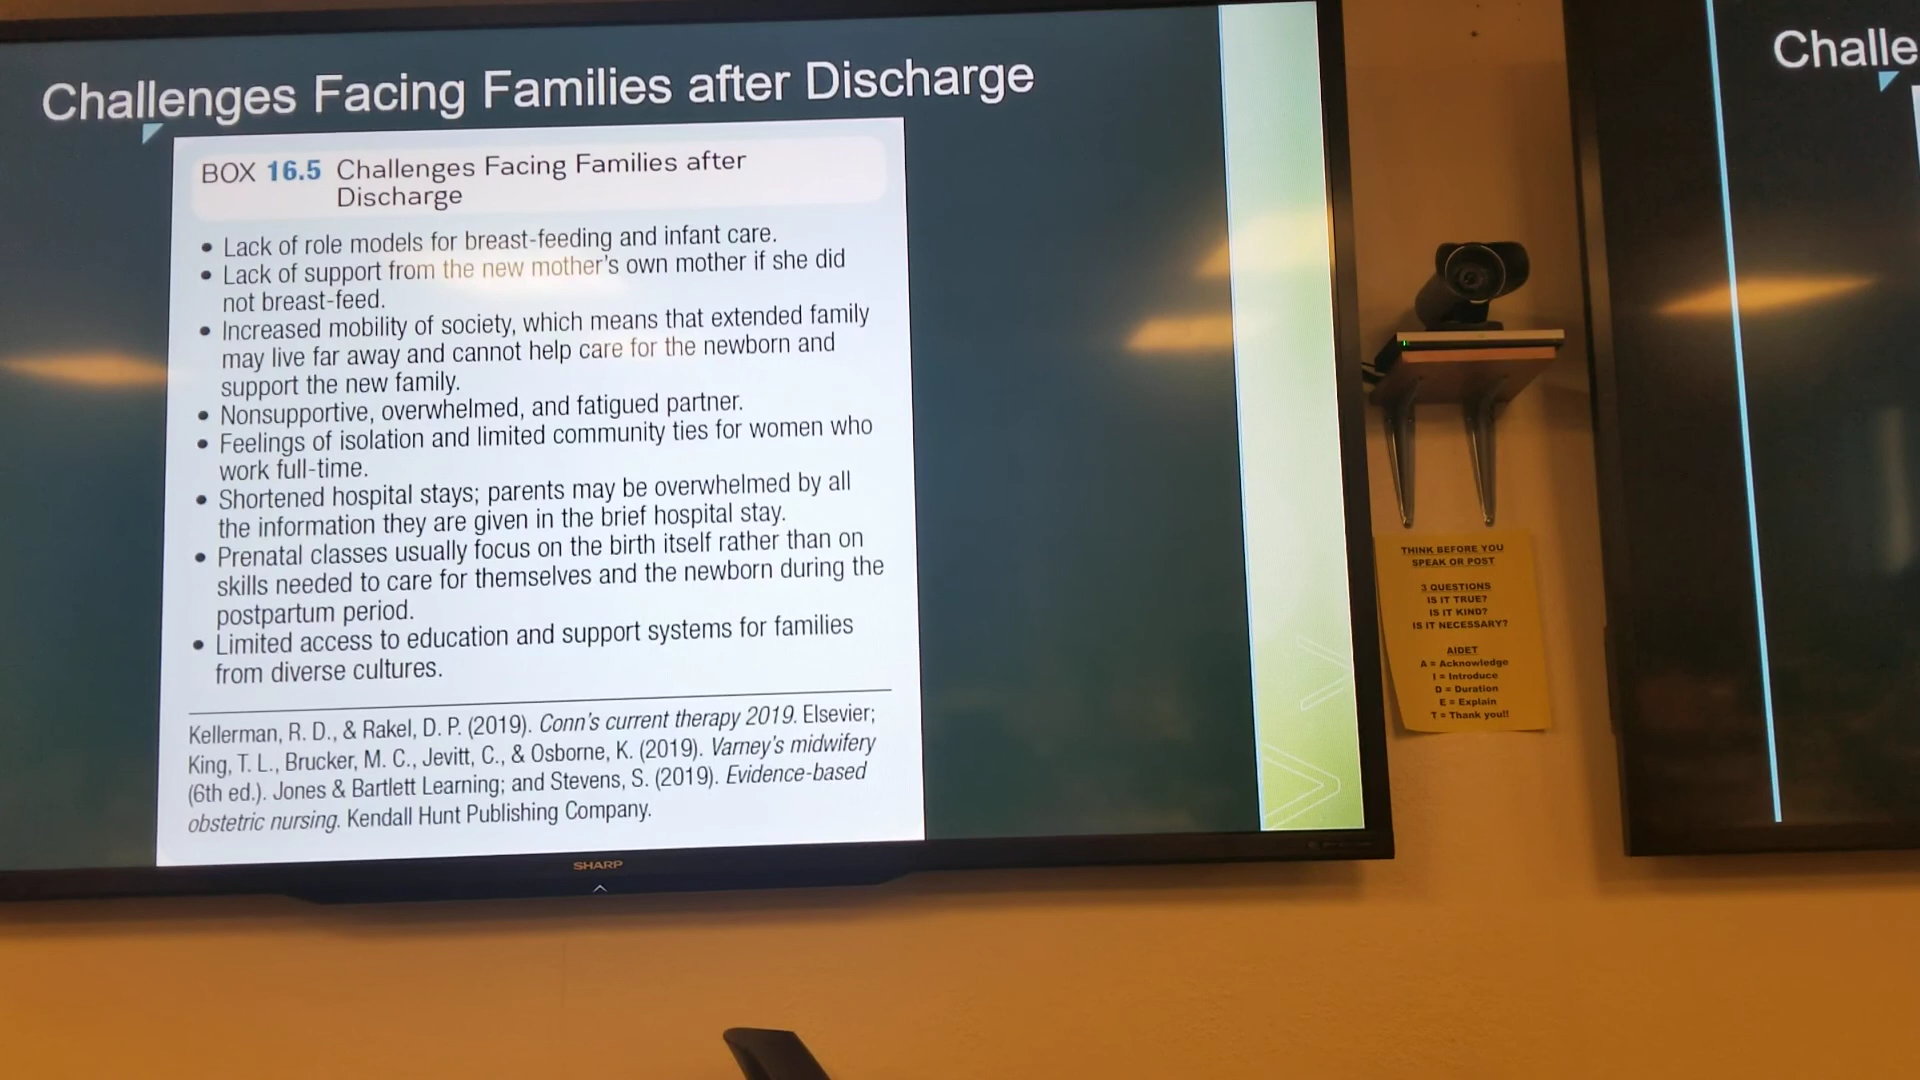 Challenges Facing Families after Discharge
BOX 16.5 Challenges Facing Families after
Discharge
• Lack of role models for breast-feeding and infant care.
• Lack of support from the new mother's own mother if she did
not breast-feed.
• Increased mobility of society, which means that extended family
may live far away and cannot help care for the newborn and
support the new family.
• Nonsupportive, overwhelmed, and fatigued partner.
• Feelings of isolation and limited community ties for women who
work full-time.
• Shortened hospital stays; parents may be overwhelmed by all
the information they are given in the brief hospital stay.
• Prenatal classes usually focus on the birth itself rather than on
skills needed to care for themselves and the newborn during the
postpartum period.
• Limited access to education and support systems for families
from diverse cultures.
Kellerman, R. D., & Rakel, D. P. (2019). Conn's current therapy 2019. Elsevier;
King, T. L., Brucker, M. C., Jevitt, C., & Osborne, K. (2019). Varney's midwifery
(6th ed.). Jones & Bartlett Learning; and Stevens, S. (2019). Evidence-based
obstetric nursing. Kendall Hunt Publishing Company.
SHARP
THINK BEFORE YOU
SPEAK OR POST
3 QUESTIONS
IS IT TRUE?
IS IT KIND?
IS IT NECESSARY?
AIDET
A = Acknowledge
I = Introduce
D = Duration
E = Explain
T = Thank you!!
Challe